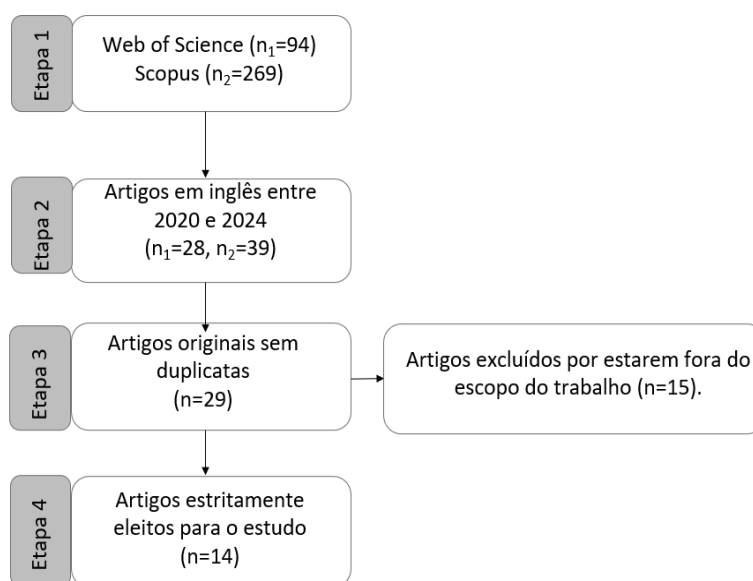 Etapa 1
Web of Science (n₁=94)
Scopus (n₂=269)
Etapa 2
Artigos em inglês entre
2020 e 2024
(n₁=28, n₂=39)
Etapa 3
Artigos originais sem
duplicatas
(n=29)
Artigos excluídos por estarem fora do
escopo do trabalho (n=15).
Etapa 4
Artigos estritamente
eleitos para o estudo
(n=14)